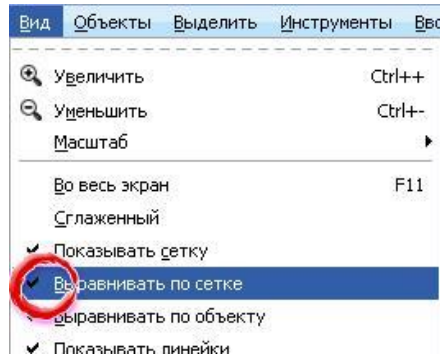 Вид Объекты Выделить Инструменты
Увеличить Ctrl++
Уменьшить Ctrl+-
Масштаб
Во весь экран F11
Сглаженный
Показывать сетку
Выравнивать по сетке
Выравнивать по объекту
Показывать линейки